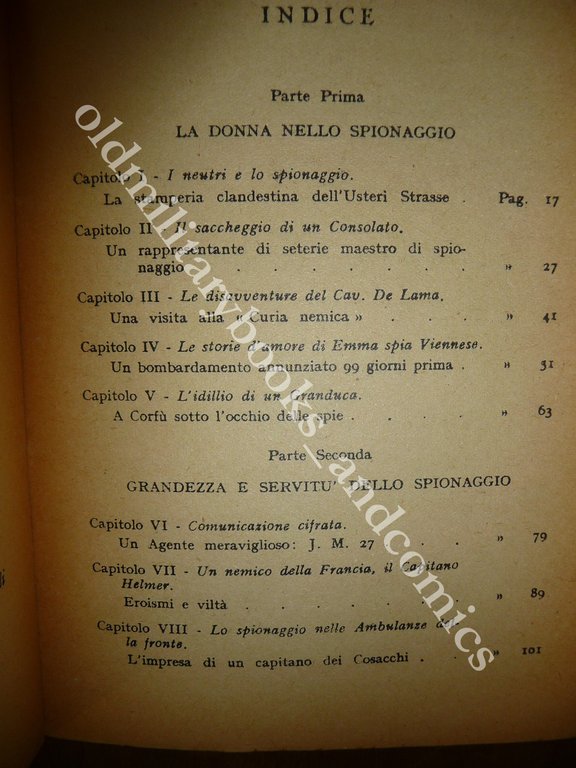 INDICE
Parte Prima
LA DONNA NELLO SPIONAGGIO
Capitolo I - I neutri e lo spionaggio.
La stamperia clandestina dell'Usteri Strasse . Pag. 17
Capitolo II - Il saccheggio di un Consolato.
Un rappresentante di seterie maestro di spio-
naggio . . . . . . . » 27
Capitolo III - Le disavventure del Cav. De Lama.
Una visita alla « Curia nemica » . . . » 41
Capitolo IV - Le storie d'amore di Emma spia Viennese.
Un bombardamento annunziato 99 giorni prima . » 51
Capitolo V - L'idillio di un Granduca.
A Corfù sotto l'occhio delle spie . . . . » 63
Parte Seconda
GRANDEZZA E SERVITU' DELLO SPIONAGGIO
Capitolo VI - Comunicazione cifrata.
Un Agente meraviglioso: J. M. 27 . . » 79
Capitolo VII - Un nemico della Francia, il Capitano
Helmer.
Eroismi e viltà . . . . . . » 89
Capitolo VIII - Lo spionaggio nelle Ambulanze del-
la fronte.
L'impresa di un capitano dei Cosacchi . . » 101
oldmilitarybooks_andcomics